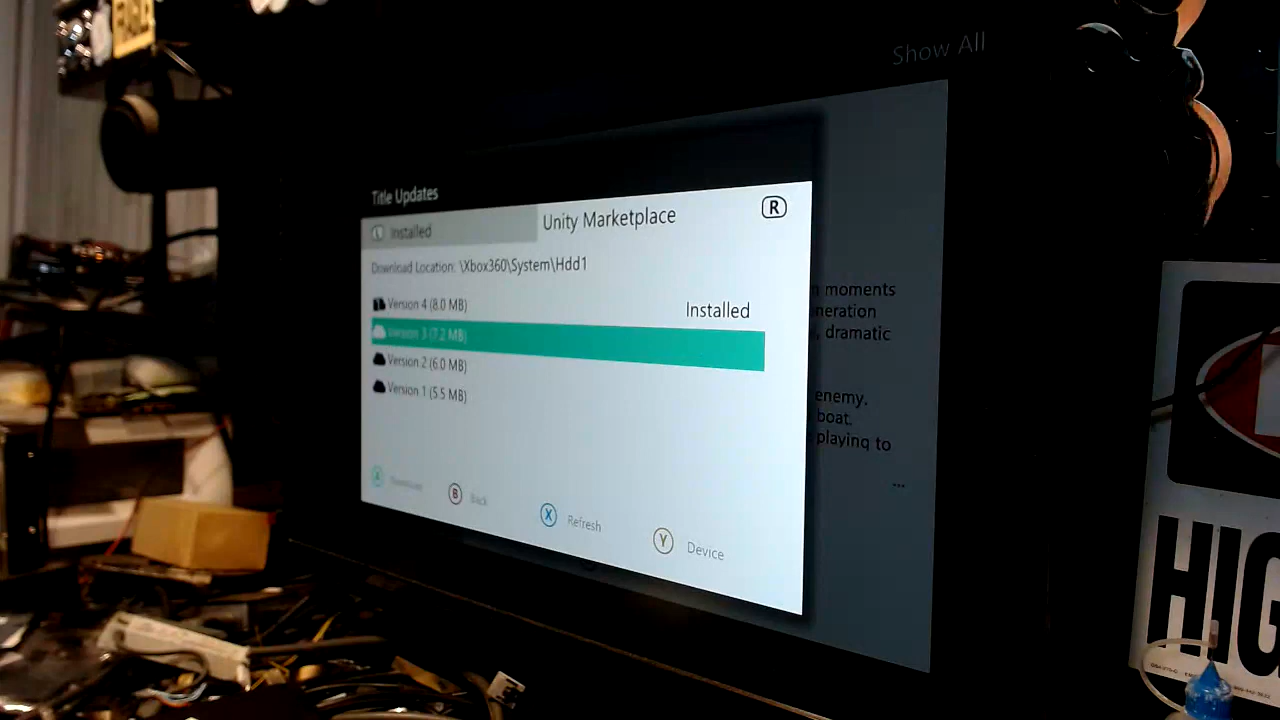 Show All
Title Updates
L Installed
Unity Marketplace
R
Download Location: \Xbox360\System\Hdd1
Version 4 (8.0 MB)
Installed
Version 3 (7.2 MB)
Version 2 (6.0 MB)
Version 1 (5.5 MB)
A Download
B Back
X Refresh
Y Device
moments
neration
, dramatic
enemy.
boat.
playing to
...
HIG